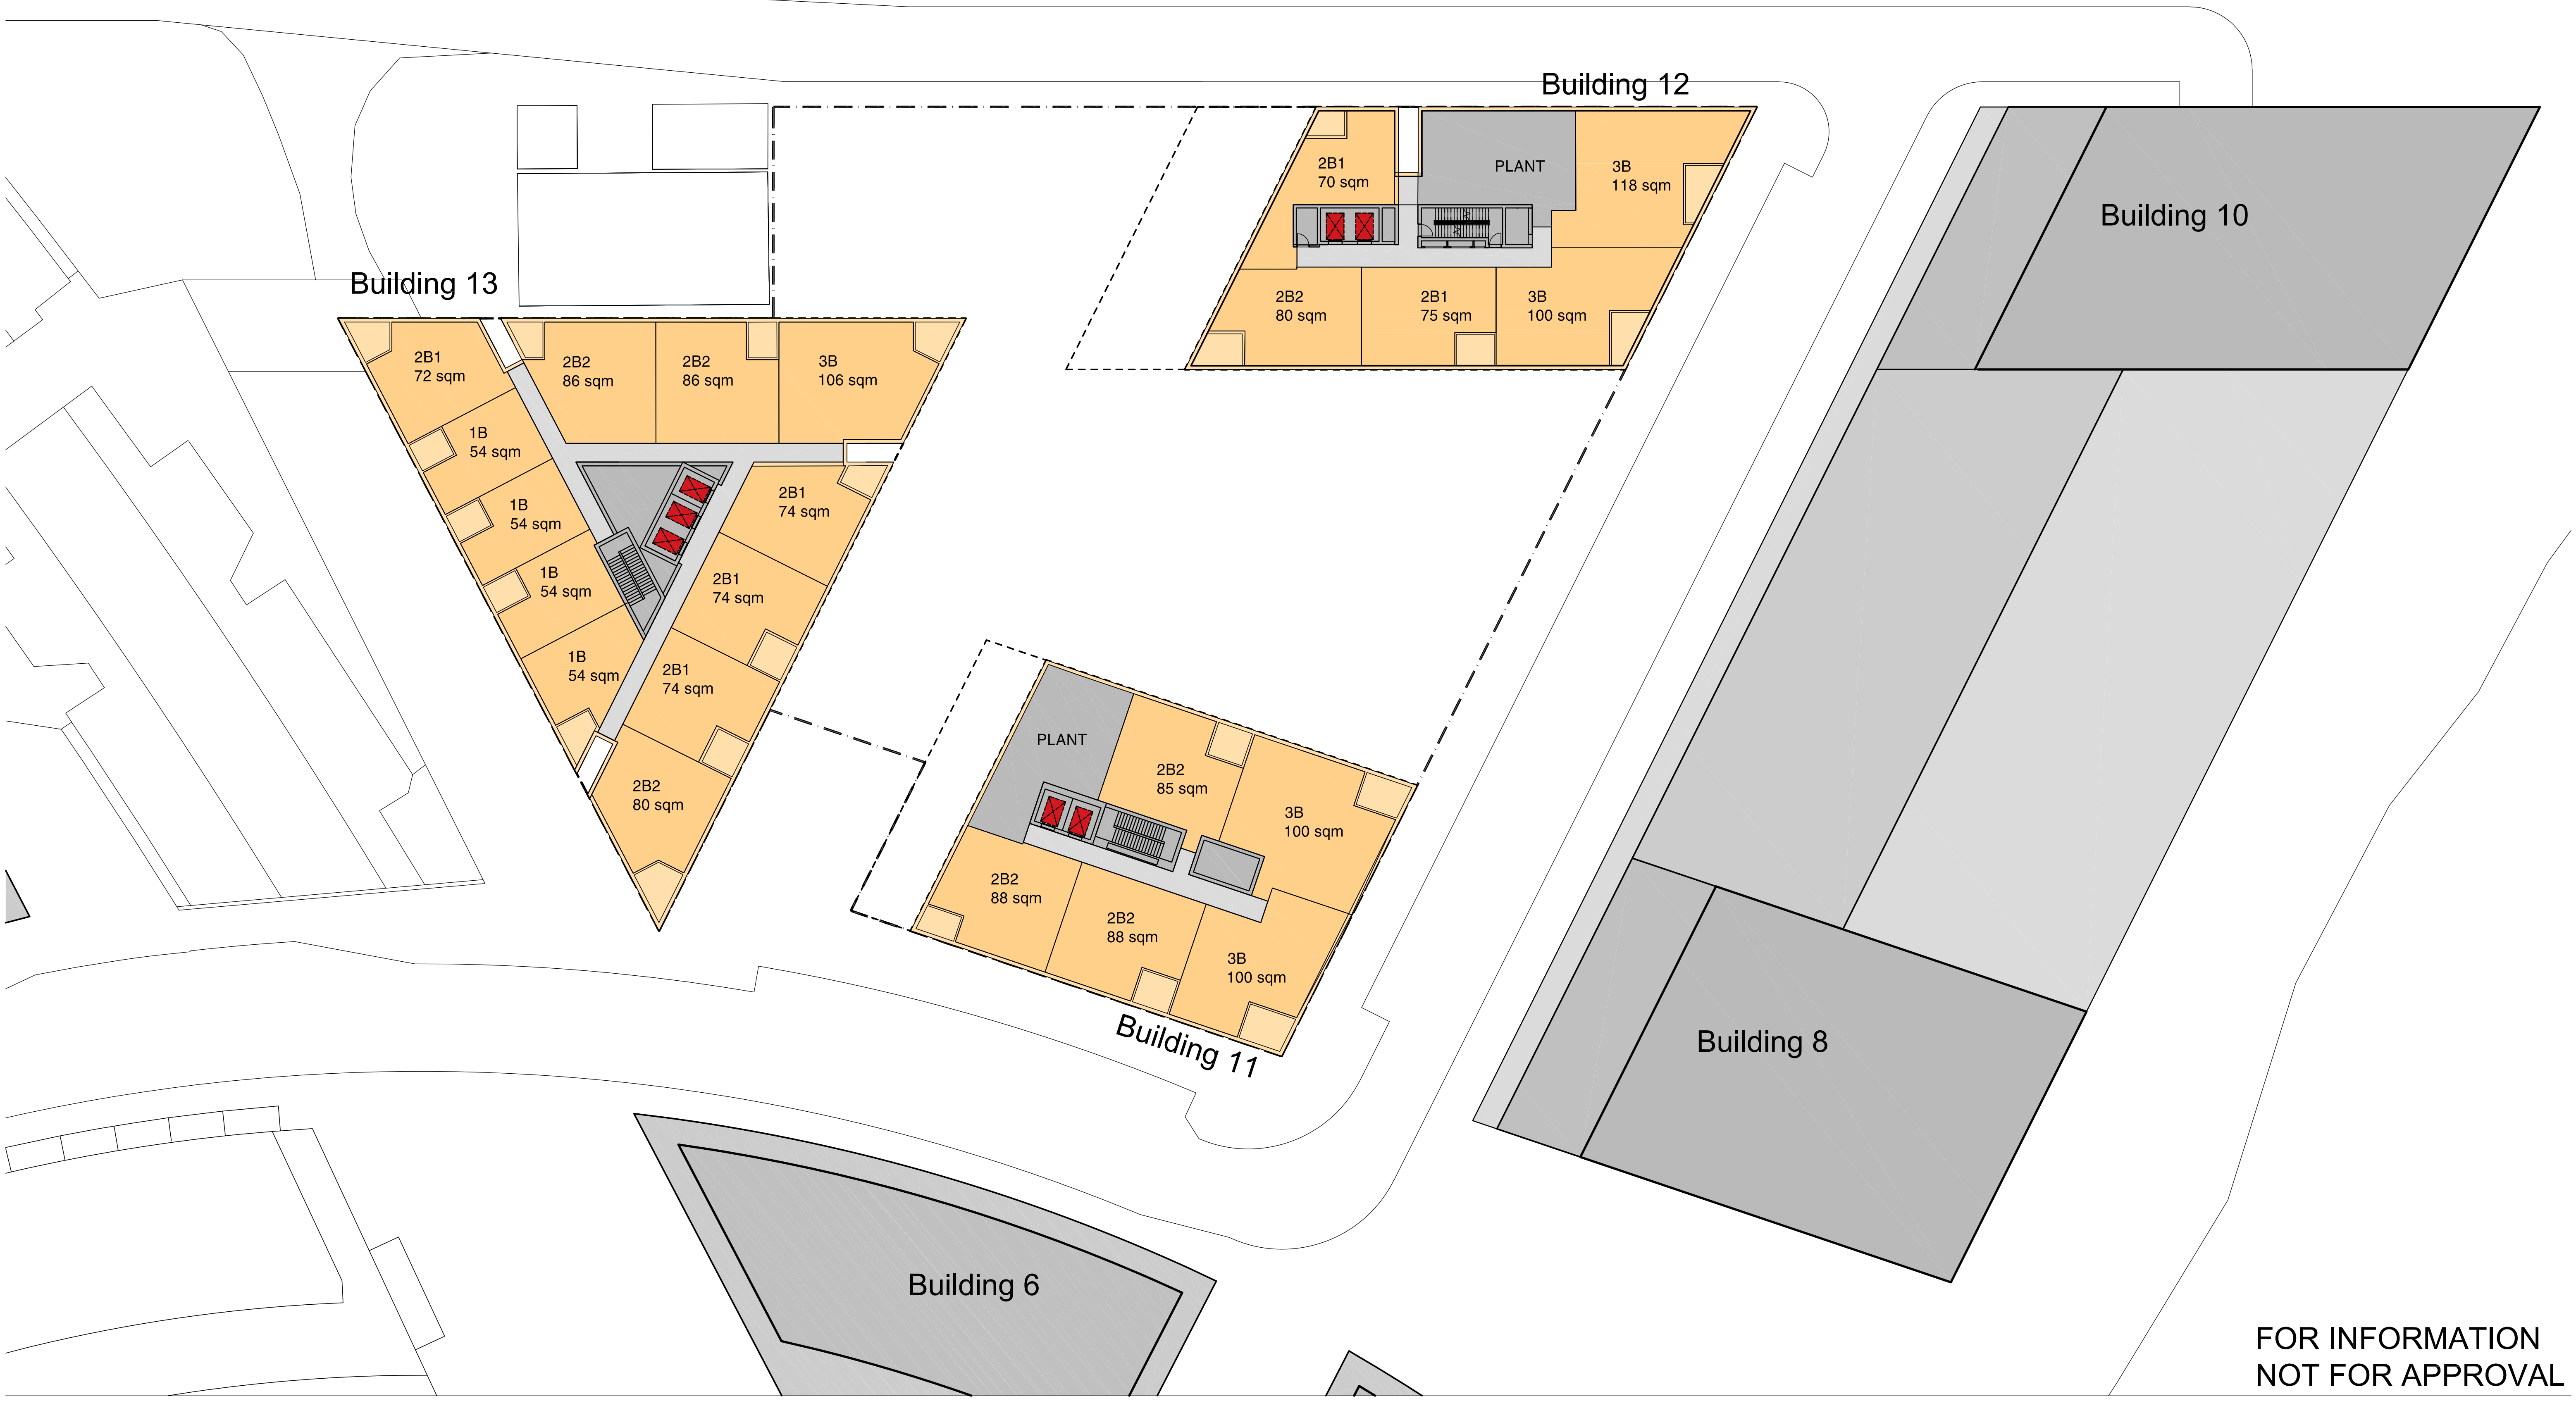 Building 12
2B1
70 sqm
PLANT
3B
118 sqm
2B2
80 sqm
2B1
75 sqm
3B
100 sqm
Building 10
Building 13
2B1
72 sqm
2B2
86 sqm
2B2
86 sqm
3B
106 sqm
1B
54 sqm
1B
54 sqm
1B
54 sqm
1B
54 sqm
2B1
74 sqm
2B1
74 sqm
2B1
74 sqm
2B2
80 sqm
PLANT
2B2
85 sqm
3B
100 sqm
2B2
88 sqm
2B2
88 sqm
3B
100 sqm
Building 11
Building 8
Building 6
FOR INFORMATION
NOT FOR APPROVAL